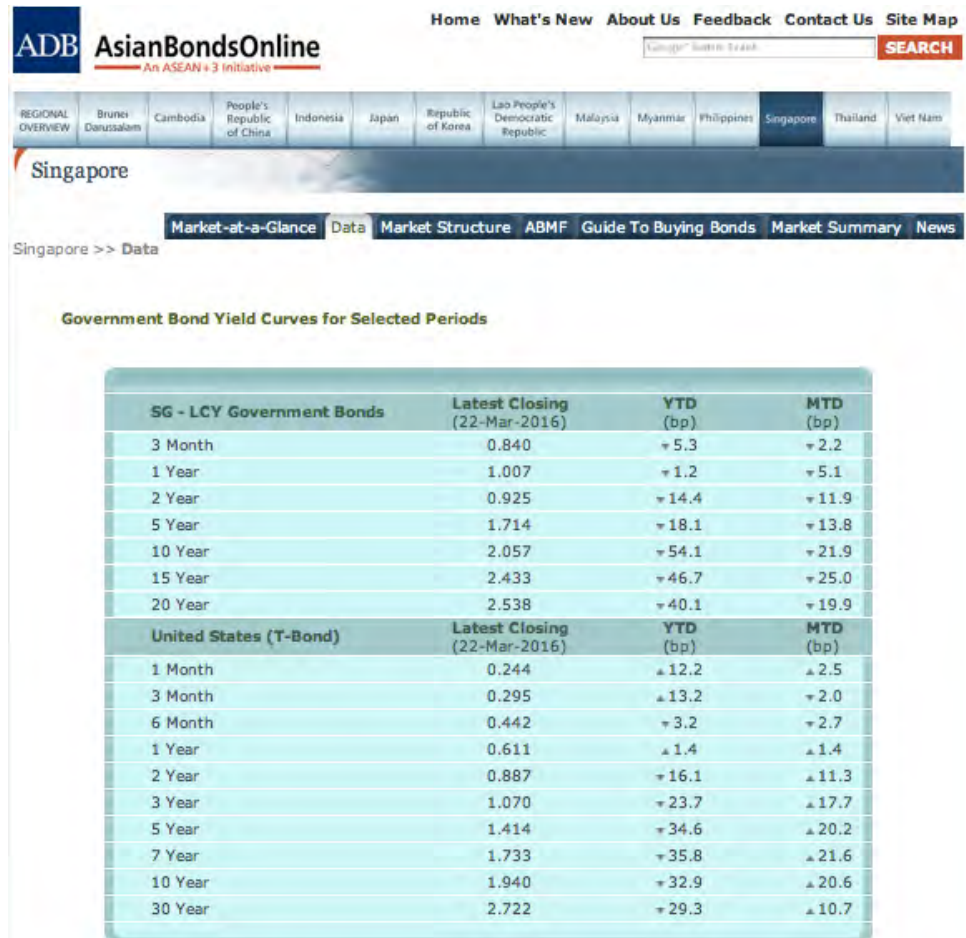 Home What's New About Us Feedback Contact Us Site Map
ADB AsianBondsOnline
An ASEAN+3 Initiative
SEARCH
REGIONAL OVERVIEW
Brunei Darussalam
Cambodia
People's Republic of China
Indonesia
Japan
Republic of Korea
Lao People's Democratic Republic
Malaysia
Myanmar
Philippines
Singapore
Thailand
Viet Nam
Singapore
Market-at-a-Glance Data Market Structure ABMF Guide To Buying Bonds Market Summary News
Singapore >> Data
Government Bond Yield Curves for Selected Periods
SG - LCY Government Bonds Latest Closing (22-Mar-2016) YTD (bp) MTD (bp)
3 Month 0.840 ▼5.3 ▼2.2
1 Year 1.007 ▼1.2 ▼5.1
2 Year 0.925 ▼14.4 ▼11.9
5 Year 1.714 ▼18.1 ▼13.8
10 Year 2.057 ▼54.1 ▼21.9
15 Year 2.433 ▼46.7 ▼25.0
20 Year 2.538 ▼40.1 ▼19.9
United States (T-Bond) Latest Closing (22-Mar-2016) YTD (bp) MTD (bp)
1 Month 0.244 ▲12.2 ▲2.5
3 Month 0.295 ▲13.2 ▼2.0
6 Month 0.442 ▼3.2 ▼2.7
1 Year 0.611 ▲1.4 ▲1.4
2 Year 0.887 ▼16.1 ▲11.3
3 Year 1.070 ▼23.7 ▲17.7
5 Year 1.414 ▼34.6 ▲20.2
7 Year 1.733 ▼35.8 ▲21.6
10 Year 1.940 ▼32.9 ▲20.6
30 Year 2.722 ▼29.3 ▲10.7